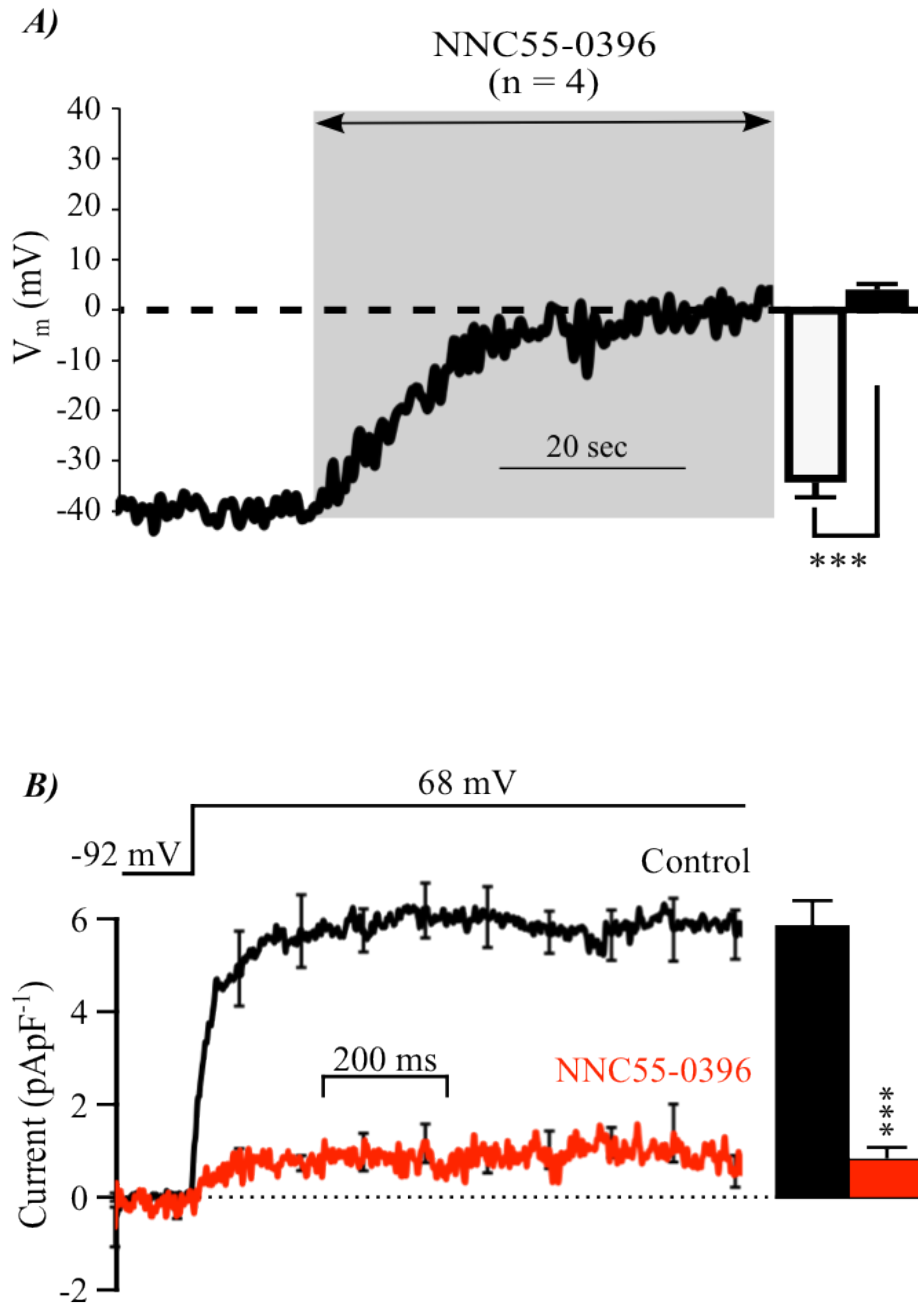 A)
NNC55-0396
(n = 4)
40
30
20
10
0
-10
-20
-30
-40
V_m (mV)
20 sec
***
B)
68 mV
-92 mV
Control
6
4
2
0
-2
Current (pApF⁻¹)
200 ms
NNC55-0396
***